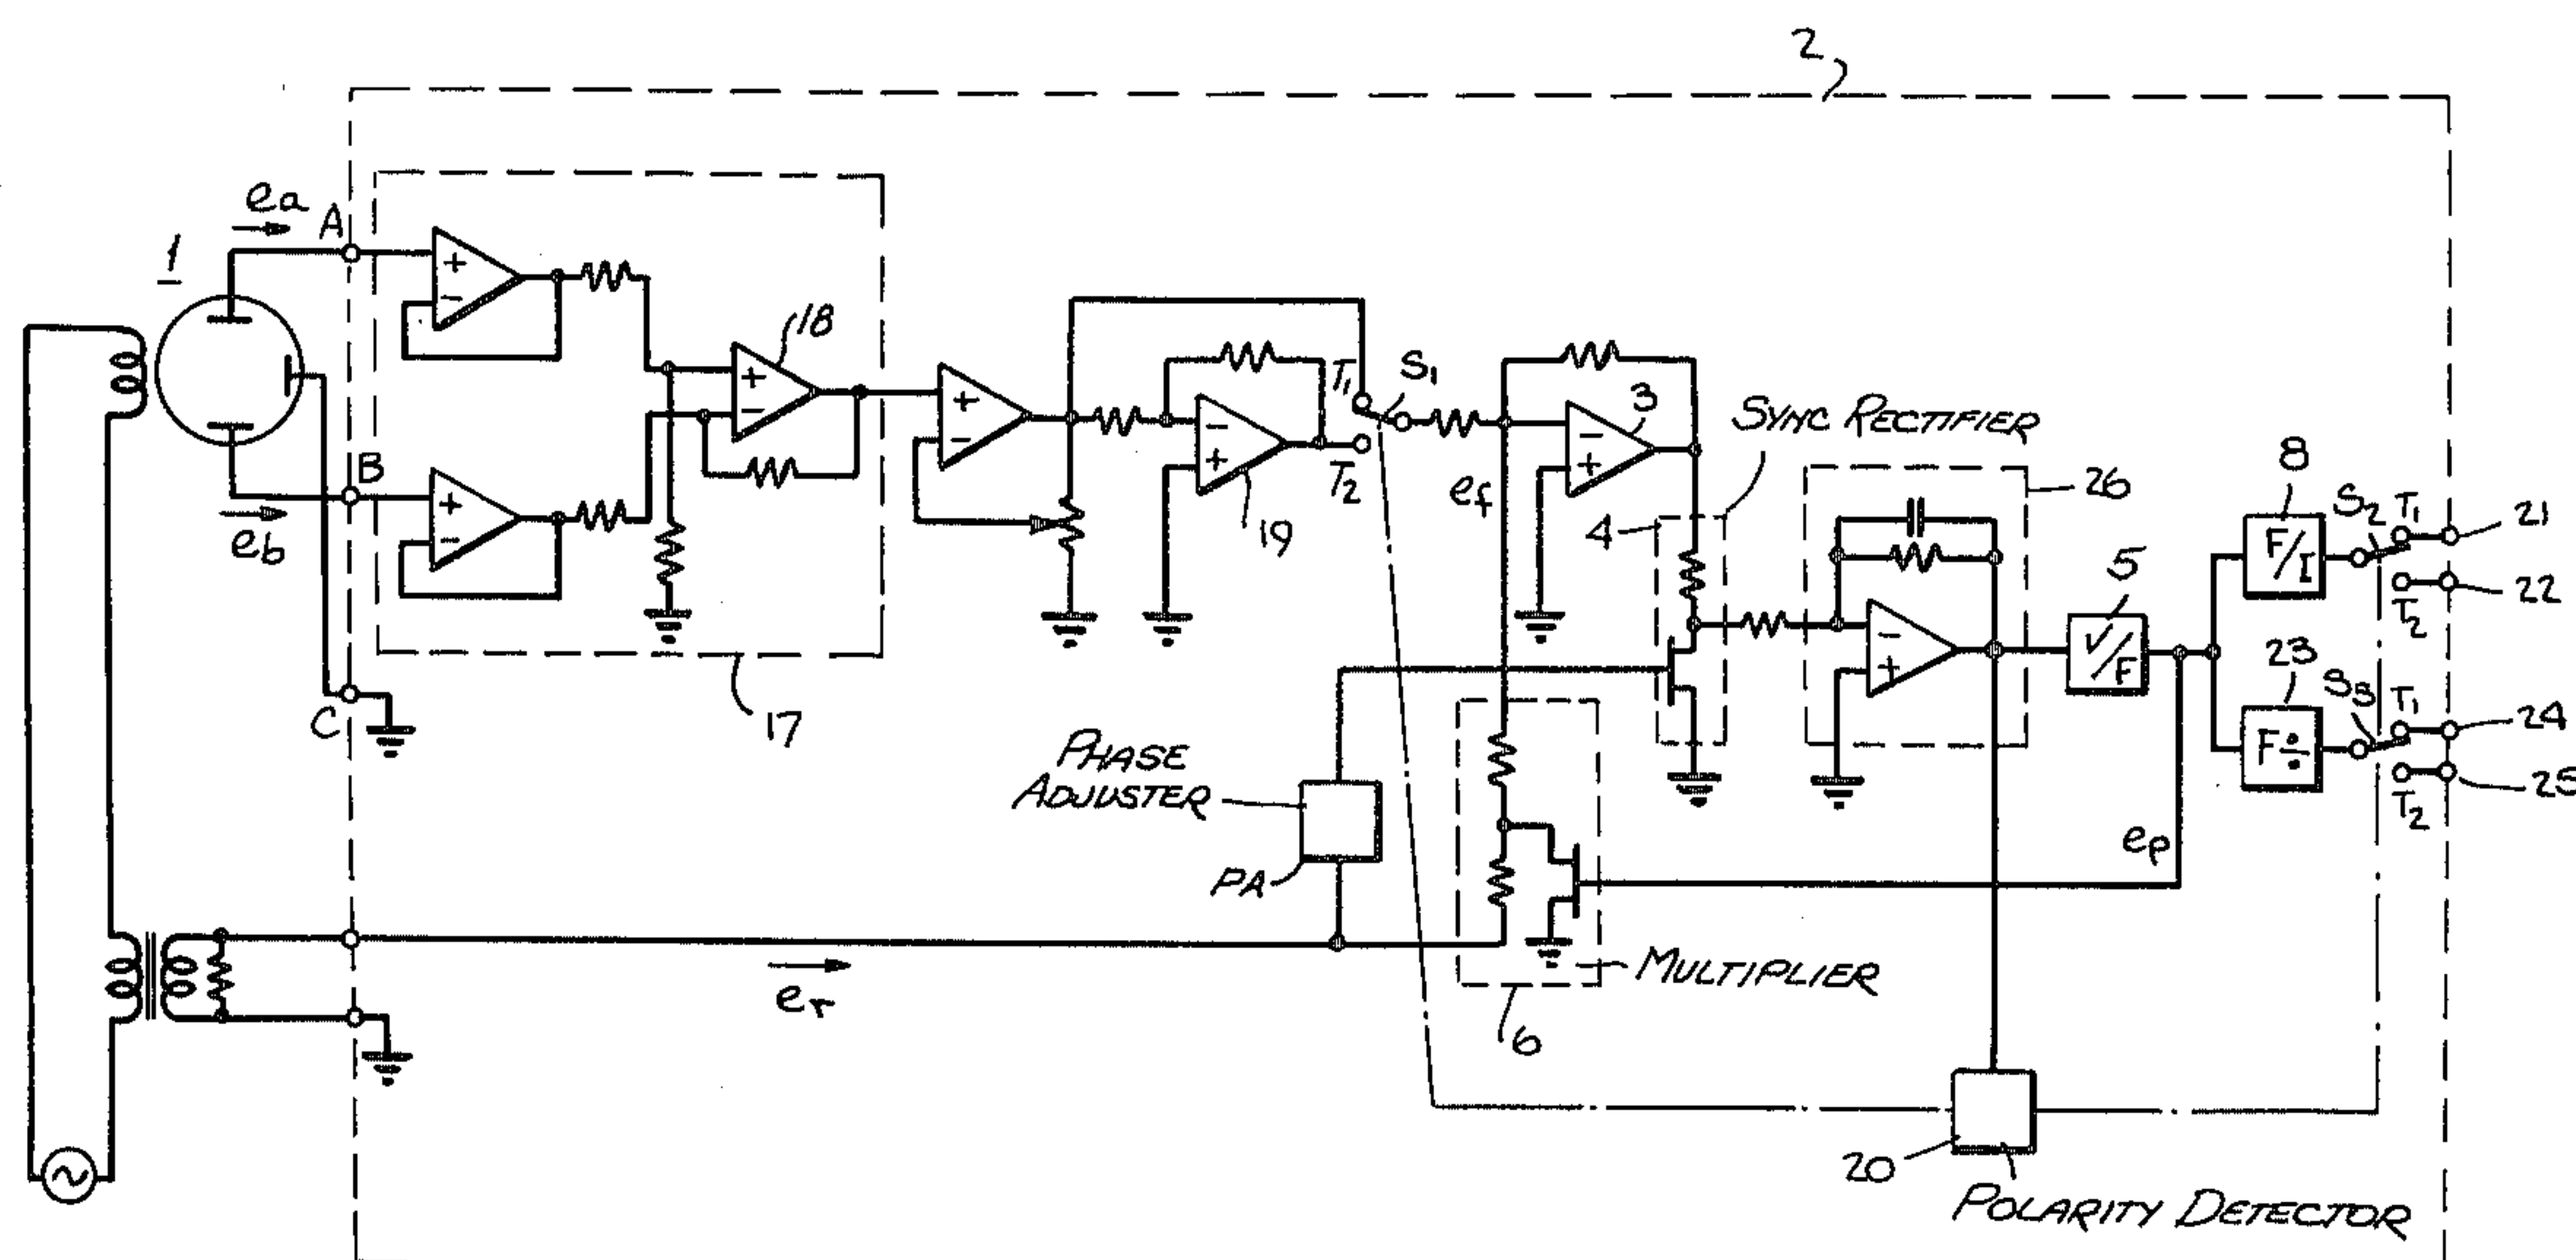 2
ea
A
1
+
-
18
B
eb
+
-
+
-
C
17
+
-
-
+
19
T1
S1
T2
ef
-
+
3
SYNC RECTIFIER
4
26
-
+
5
V/F
8
F/I
S2
T1
21
T2
22
23
F÷
S3
T1
24
T2
25
PHASE
ADJUSTER
PA
ep
er
MULTIPLIER
6
20
POLARITY DETECTOR